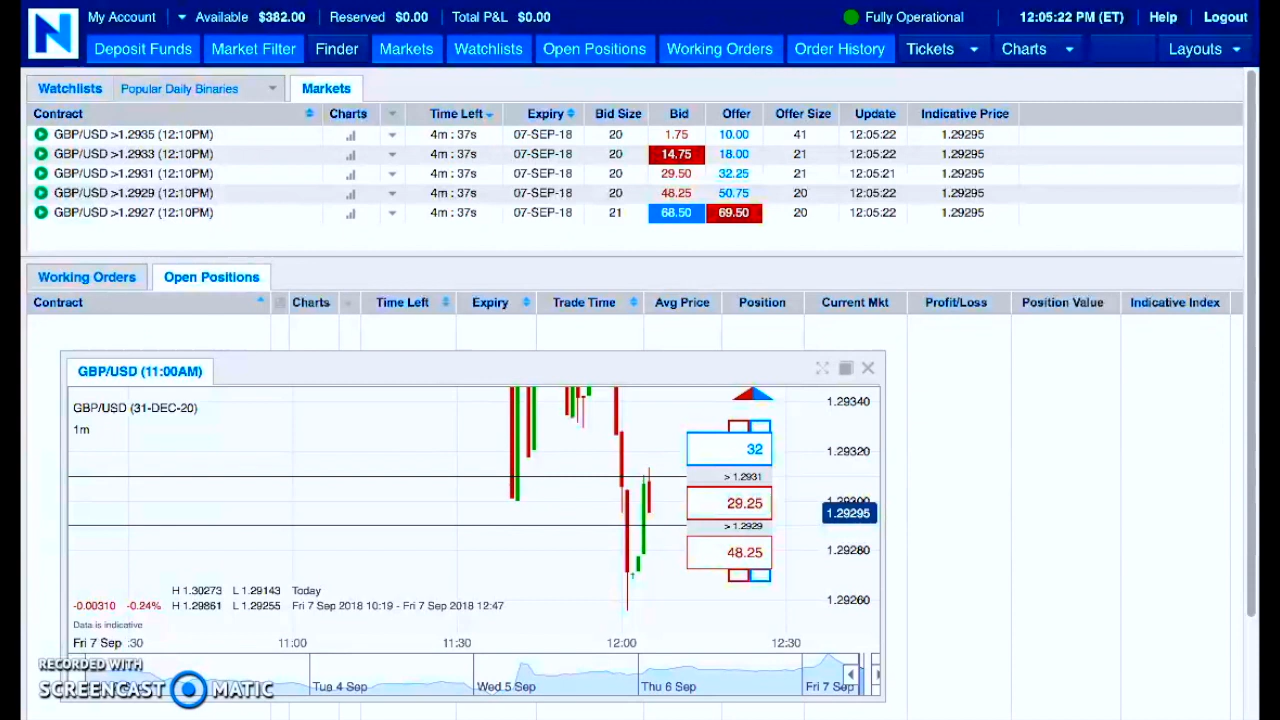 N My Account Available $382.00 Reserved $0.00 Total P&L $0.00 Fully Operational 12:05:22 PM (ET) Help Logout
Deposit Funds Market Filter Finder Markets Watchlists Open Positions Working Orders Order History Tickets Charts Layouts
Watchlists Popular Daily Binaries Markets
Contract Charts Time Left Expiry Bid Size Bid Offer Offer Size Update Indicative Price
GBP/USD >1.2935 (12:10PM) 4m : 37s 07-SEP-18 20 1.75 10.00 41 12:05:22 1.29295
GBP/USD >1.2933 (12:10PM) 4m : 37s 07-SEP-18 20 14.75 18.00 21 12:05:22 1.29295
GBP/USD >1.2931 (12:10PM) 4m : 37s 07-SEP-18 20 29.50 32.25 21 12:05:21 1.29295
GBP/USD >1.2929 (12:10PM) 4m : 37s 07-SEP-18 20 48.25 50.75 20 12:05:22 1.29295
GBP/USD >1.2927 (12:10PM) 4m : 37s 07-SEP-18 21 68.50 69.50 20 12:05:22 1.29295
Working Orders Open Positions
Contract Charts Time Left Expiry Trade Time Avg Price Position Current Mkt Profit/Loss Position Value Indicative Index
GBP/USD (11:00AM)
GBP/USD (31-DEC-20) 1.29340
1m
32 1.29320
> 1.2931
29.25 1.29300
1.29295
> 1.2929
48.25 1.29280
H 1.30273 L 1.29143 Today
-0.00310 -0.24% H 1.29861 L 1.29255 Fri 7 Sep 2018 10:19 - Fri 7 Sep 2018 12:47 1.29260
Data is indicative
Fri 7 Sep :30 11:00 11:30 12:00 12:30
Tue 4 Sep Wed 5 Sep Thu 6 Sep Fri 7 Sep
RECORDED WITH
SCREENCAST MATIC